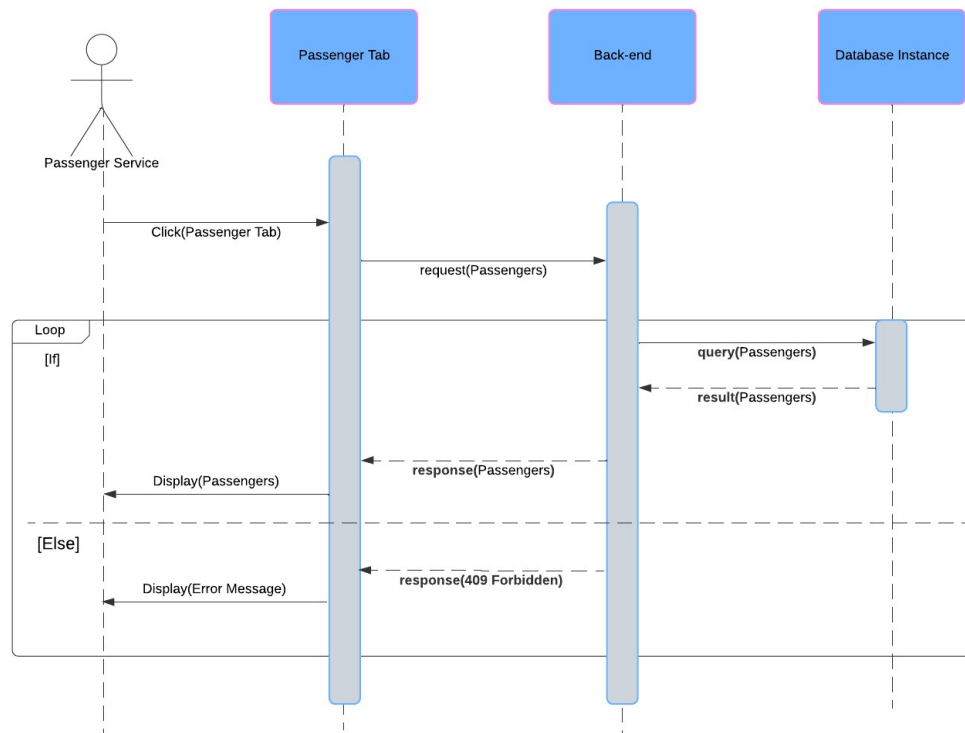 Passenger Tab
Back-end
Database Instance
Passenger Service
Click(Passenger Tab)
request(Passengers)
Loop
[If]
query(Passengers)
result(Passengers)
response(Passengers)
Display(Passengers)
[Else]
response(409 Forbidden)
Display(Error Message)